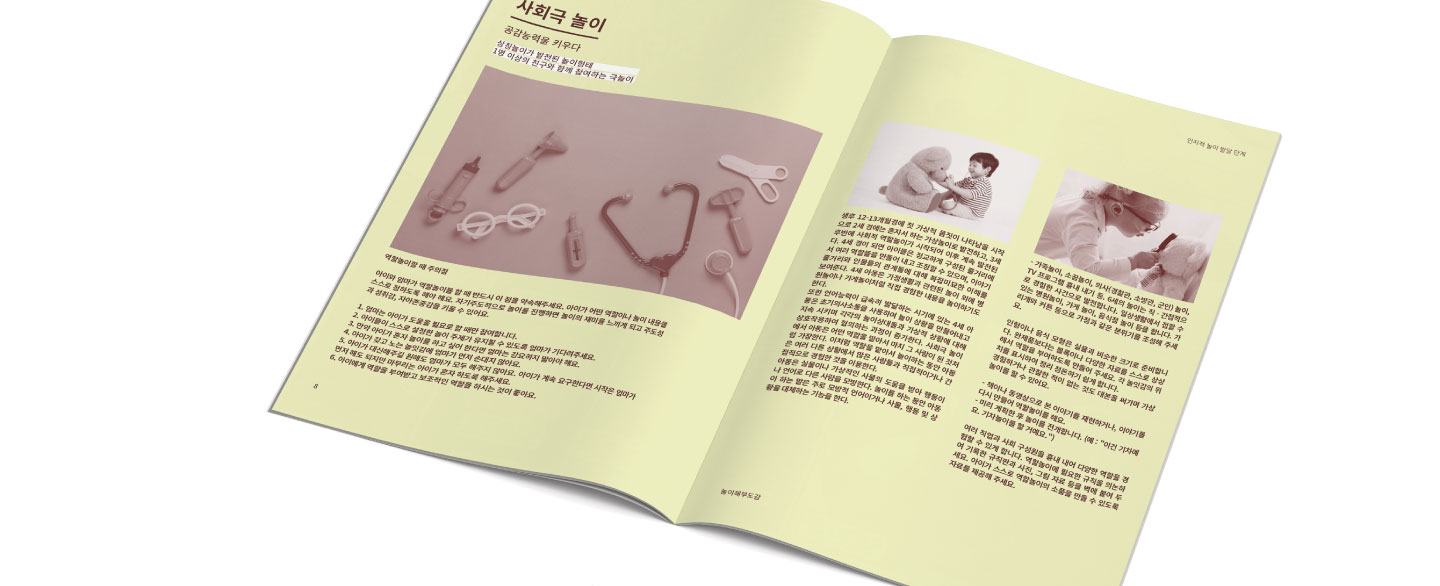 사회극 놀이
공감능력을 키우다
상징놀이가 발전된 놀이형태
1명 이상의 친구와 함께 참여하는 극놀이
역할놀이할 때 주의점
아이와 엄마가 역할놀이를 할 때 반드시 이 점을 약속해주세요. 아이가 어떤 역할이나 놀이 내용을
스스로 정하도록 해야 해요. 자기주도적으로 놀이를 진행하면 놀이의 재미를 느끼게 되고 주도성
과 성취감, 자아존중감을 키울 수 있어요.
1. 엄마는 아이가 도움을 필요로 할 때만 참여합니다.
2. 아이들이 스스로 설정한 놀이 주제가 유지될 수 있도록 엄마가 기다려주세요.
3. 만약 아이가 혼자 놀이를 하고 싶어 한다면 엄마는 강요하지 말아야 해요.
4. 아이가 갖고 노는 놀잇감에 엄마가 먼저 손대지 않아요.
5. 아이가 대신해주길 원해도 엄마가 모두 해주지 않아요. 아이가 계속 요구한다면 시작은 엄마가
먼저 해도 되지만 마무리는 아이가 혼자 하도록 해주세요.
6. 아이에게 역할을 부여받고 보조적인 역할을 하시는 것이 좋아요.
8
인지적 놀이 발달 단계
생후 12-13개월경에 첫 가상적 몸짓이 나타남을 시작
으로 2세 경에는 혼자서 하는 가상놀이로 발전하고, 3세
후반에 사회적 역할놀이가 시작되어 이후 계속 발전된
다. 4세 경이 되면 아이들은 정교하게 구성된 줄거리에
서 여러 역할들을 만들어 내고 조정할 수 있으며, 이야기
줄거리와 인물들의 관계들에 대해 복잡미묘한 이해를
보여준다. 4세 아동은 가정생활과 관련된 놀이 외에 병
원놀이나 가게놀이처럼 직접 경험한 내용을 놀이하기도
한다.
또한 언어능력이 급속히 발달하는 시기에 있는 4세 아
동은 초기의사소통을 사용하여 놀이 상황을 만들어내고
지속 시키며 각각의 놀이상대들과 가상적 상황에 대해
상호작용하여 합의하는 과정이 증가한다. 사회극 놀이
에서 아동은 어떤 역할을 맡아서 마치 그 사람이 된 것처
럼 가장한다. 이처럼 역할을 맡아서 놀이하는 동안 아동
은 여러 다른 상황에서 많은 사람들과 직접적이거나 간
접적으로 경험한 것을 이용한다.
아동은 실물이나 가상적인 사물의 도움을 받아 행동이
나 언어로 다른 사람을 모방한다. 놀이를 하는 동안 아동
이 하는 말은 주로 모방적 언어이거나 사물, 행동 및 상
황을 대체하는 기능을 한다.
- 가족놀이, 소꿉놀이, 의사(경찰관, 소방관, 군인) 놀이,
TV 프로그램 흉내 내기 등. 6세의 놀이는 직·간접적으
로 경험한 사건으로 발전합니다. 일상생활에서 접할 수
있는 병원놀이, 가게 놀이, 음식점 놀이 등을 합니다. 가
리개와 커튼 등으로 가정과 같은 분위기를 조성해 주세
요.
인형이나 음식 모형은 실물과 비슷한 크기로 준비합니
다. 완제품보다는 블록이나 다양한 자료를 스스로 상상
해서 역할을 부여하도록 만들어 주세요. 각 놀잇감의 위
치를 표시하여 정리 정돈하기 쉽게 합니다.
경험하거나 관찰한 적이 없는 것도 대본을 써가며 가상
놀이를 할 수 있어요.
- 책이나 동영상으로 본 이야기를 재현하거나, 이야기를
다시 만들어 역할놀이를 해요.
- 미리 계획한 후 놀이를 전개합니다. (예 : "이건 기차예
요. 기차놀이를 할 거예요.")
여러 직업과 사회 구성원을 흉내 내어 다양한 역할을 경
험할 수 있게 합니다. 역할놀이에 필요한 규칙을 의논하
여 기록한 규칙판과 사진, 그림 자료 등을 벽에 붙여 두
세요. 아이가 스스로 역할놀이의 소품을 만들 수 있도록
자료를 제공해 주세요.
놀이해부도감